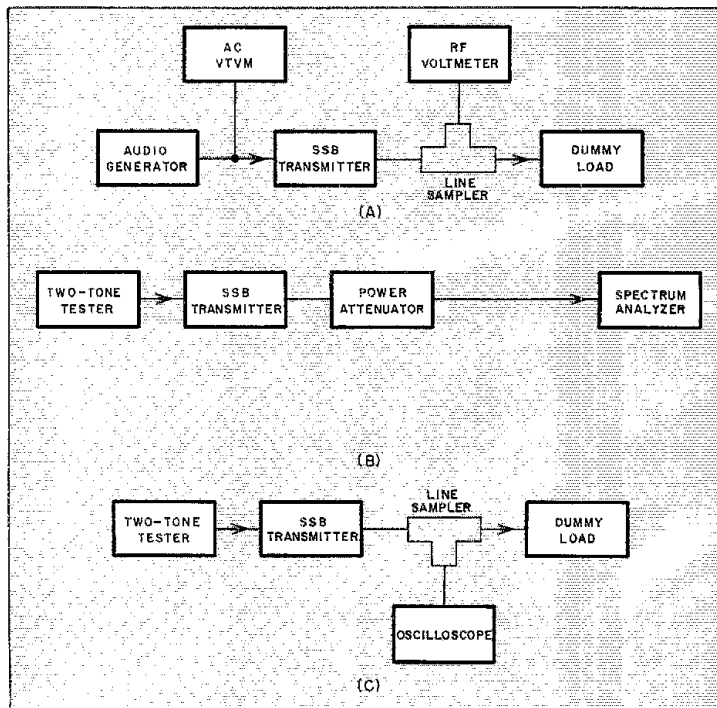 AC
VTVM
RF
VOLTMETER
AUDIO
GENERATOR
SSB
TRANSMITTER
LINE
SAMPLER
DUMMY
LOAD
(A)
TWO-TONE
TESTER
SSB
TRANSMITTER
POWER
ATTENUATOR
SPECTRUM
ANALYZER
(B)
TWO-TONE
TESTER
SSB
TRANSMITTER
LINE
SAMPLER
DUMMY
LOAD
OSCILLOSCOPE
(C)